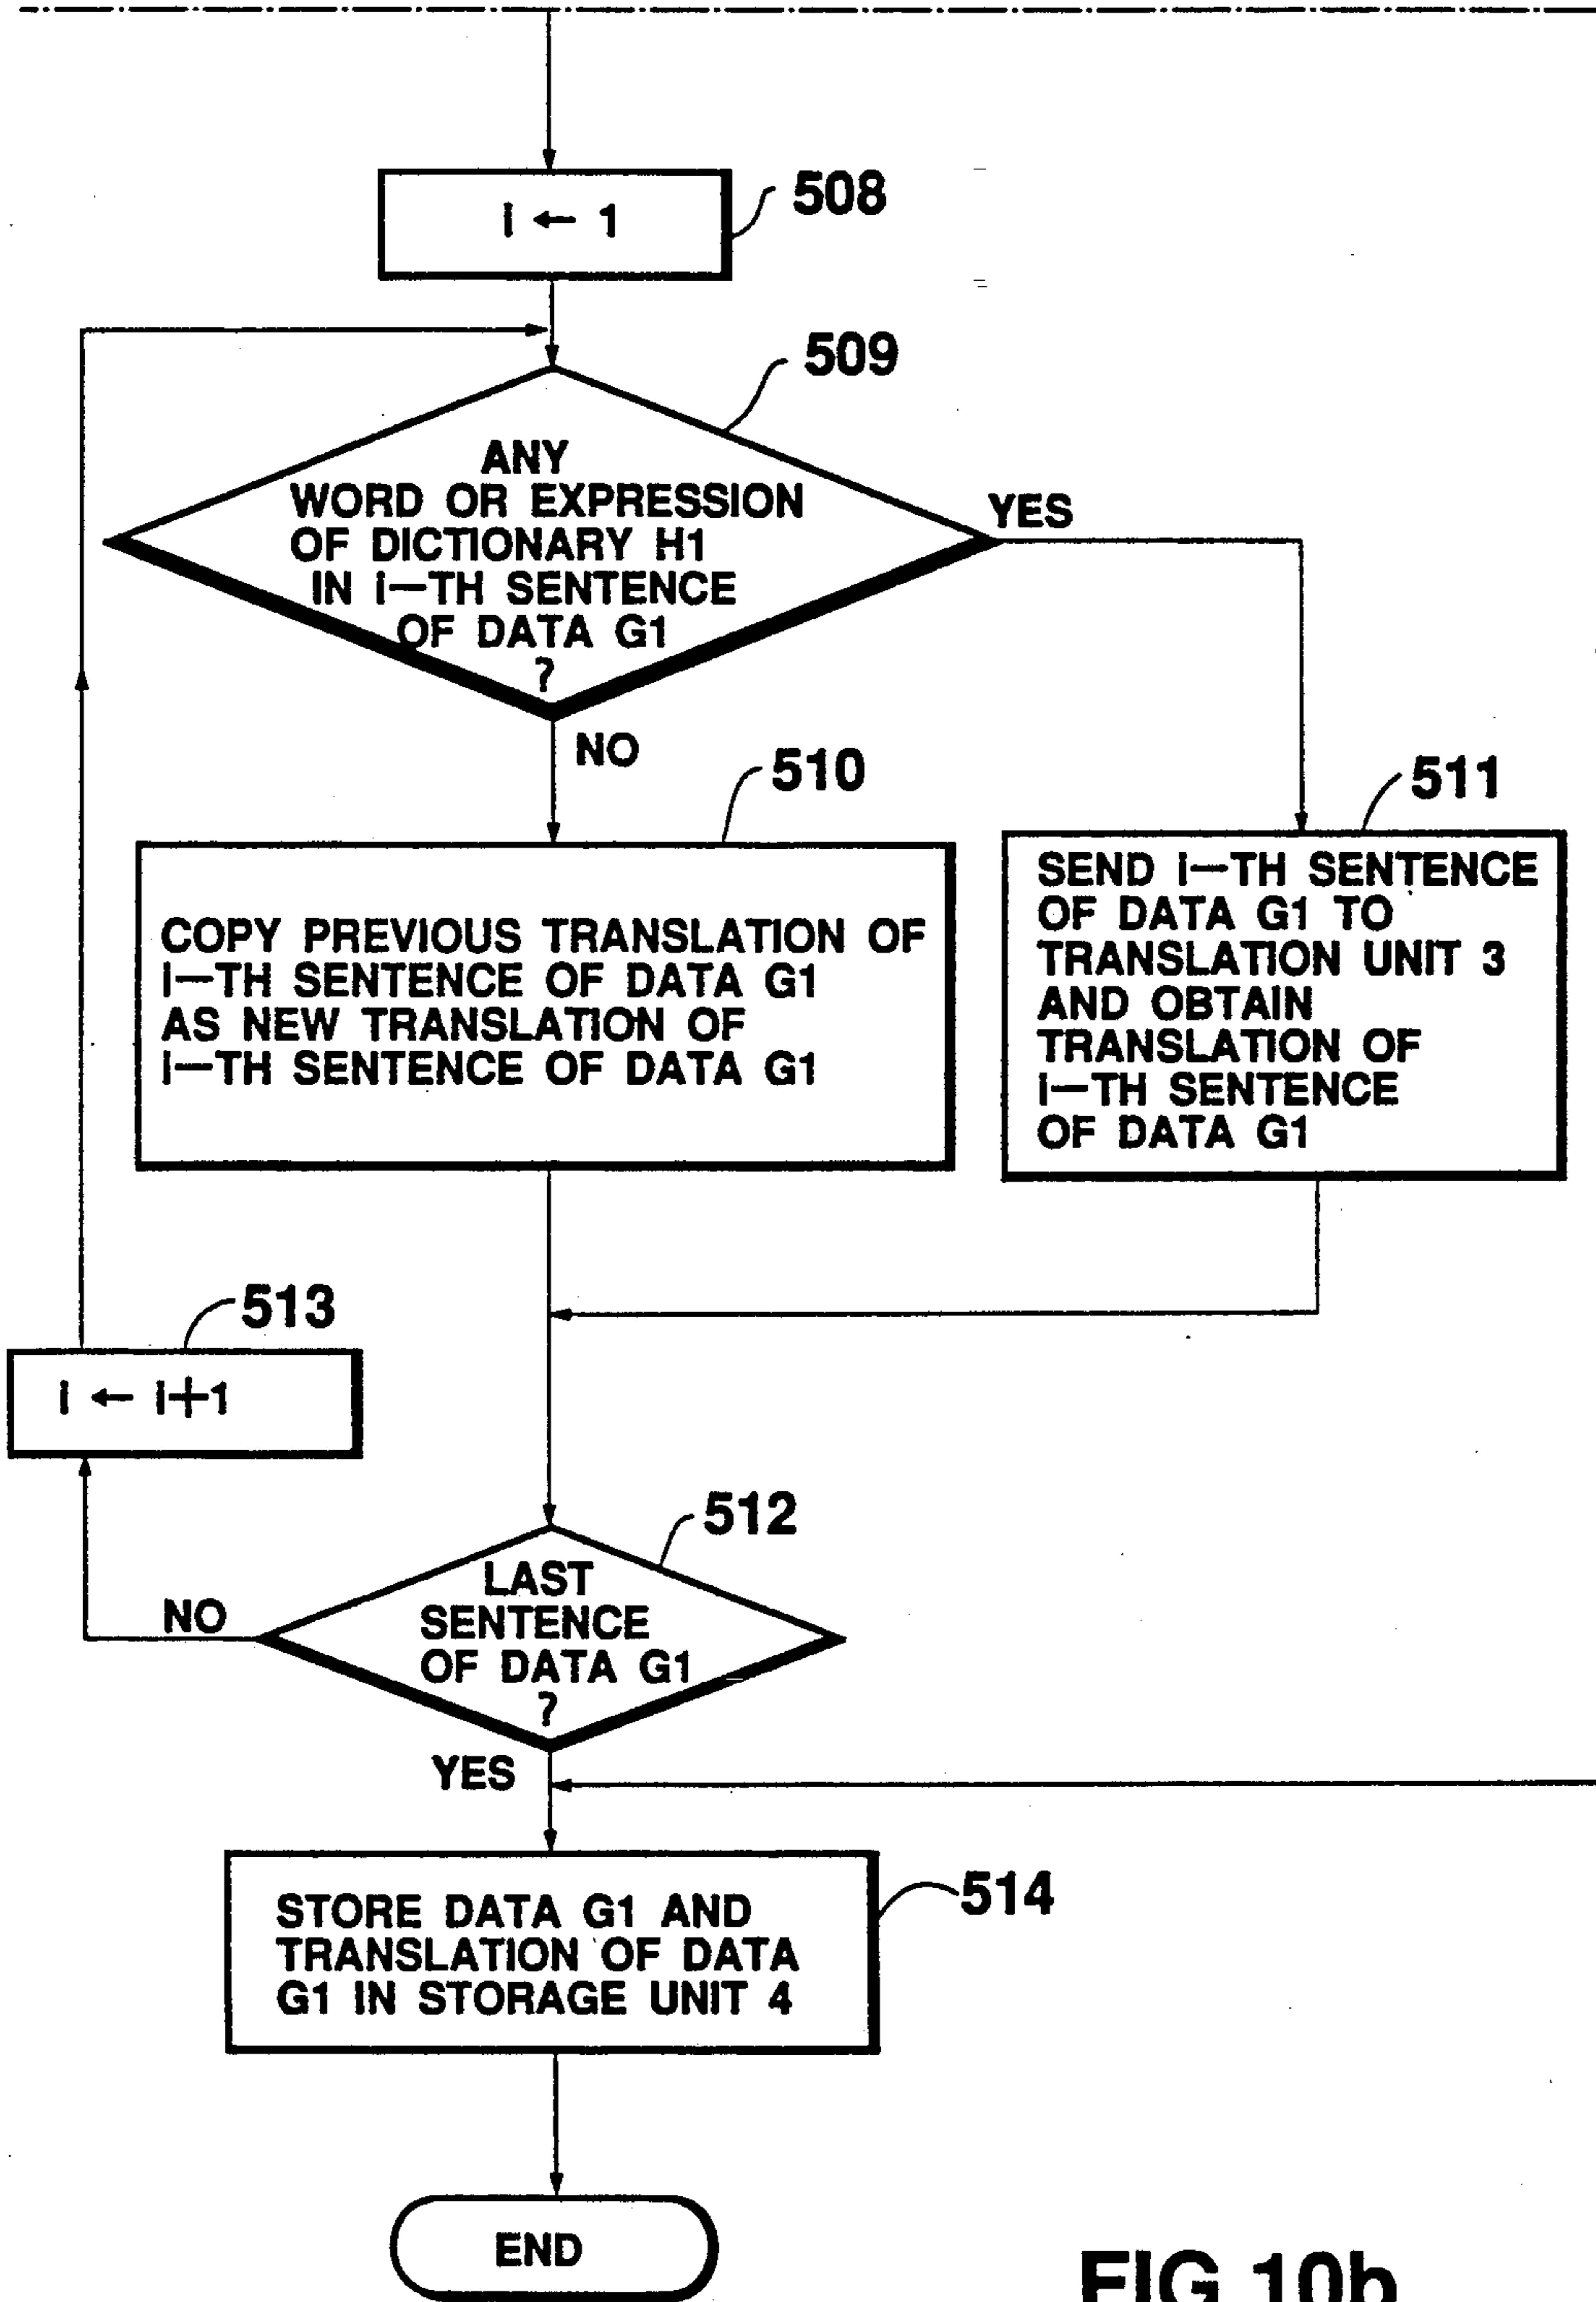 508
i ← 1
509
ANY
WORD OR EXPRESSION
OF DICTIONARY H1
IN i—TH SENTENCE
OF DATA G1
?
YES
NO
510
COPY PREVIOUS TRANSLATION OF
i—TH SENTENCE OF DATA G1
AS NEW TRANSLATION OF
i—TH SENTENCE OF DATA G1
511
SEND i—TH SENTENCE
OF DATA G1 TO
TRANSLATION UNIT 3
AND OBTAIN
TRANSLATION OF
i—TH SENTENCE
OF DATA G1
513
i ← i+1
512
LAST
SENTENCE
OF DATA G1
?
NO
YES
514
STORE DATA G1 AND
TRANSLATION OF DATA
G1 IN STORAGE UNIT 4
END
FIG 10b